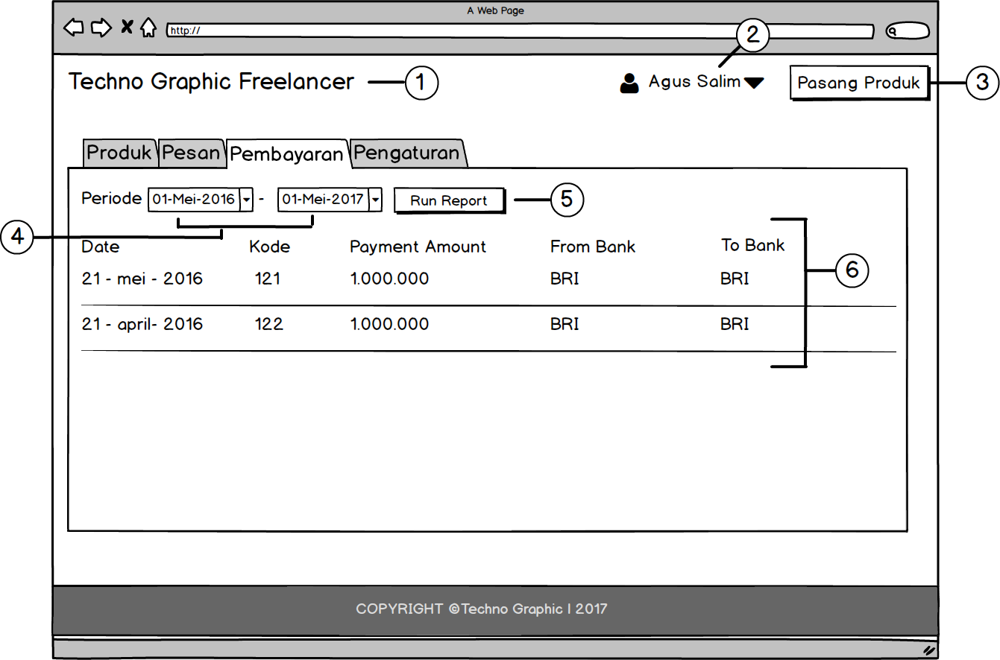 A Web Page
http://
2
Techno Graphic Freelancer
1
Agus Salim
Pasang Produk
3
Produk Pesan Pembayaran Pengaturan
Periode 01-Mei-2016 - 01-Mei-2017 Run Report
5
4
Date Kode Payment Amount From Bank To Bank
6
21 - mei - 2016 121 1.000.000 BRI BRI
21 - april- 2016 122 1.000.000 BRI BRI
COPYRIGHT ©Techno Graphic | 2017